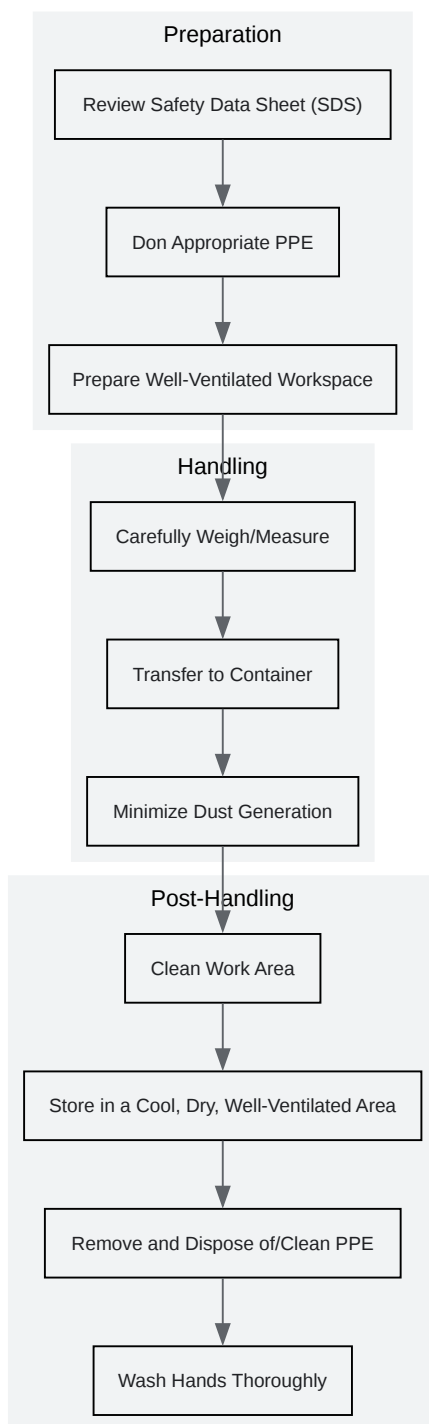 Preparation
Review Safety Data Sheet (SDS)
Don Appropriate PPE
Prepare Well-Ventilated Workspace
Handling
Carefully Weigh/Measure
Transfer to Container
Minimize Dust Generation
Post-Handling
Clean Work Area
Store in a Cool, Dry, Well-Ventilated Area
Remove and Dispose of/Clean PPE
Wash Hands Thoroughly